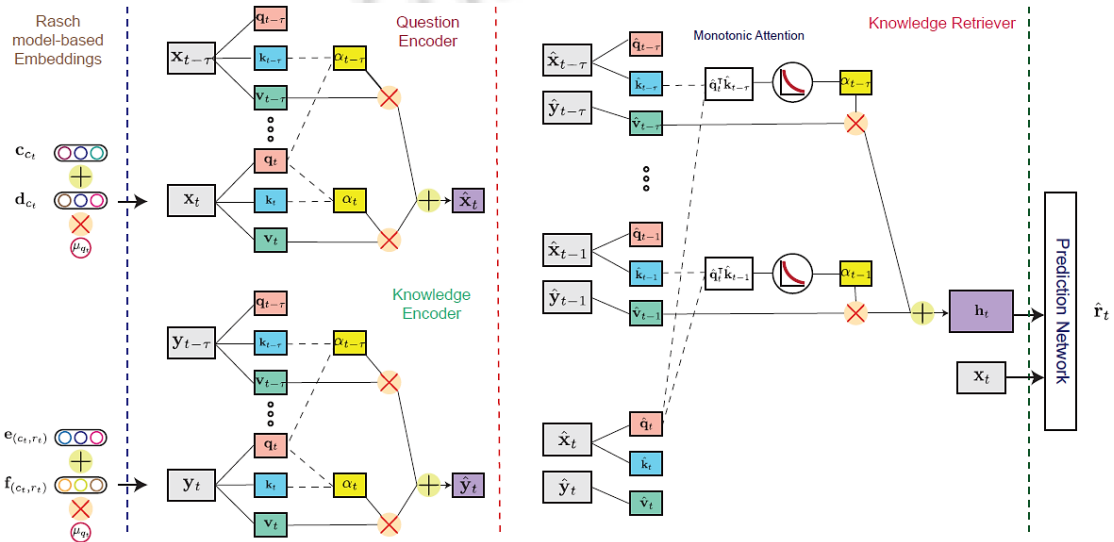 Rasch
model-based
Embeddings
c_{c_t}
+
d_{c_t}
×
μ_{q_t}
e_{(c_t,r_t)}
+
f_{(c_t,r_t)}
×
μ_{q_t}
Question
Encoder
x_{t−τ}
q_{t−τ}
k_{t−τ}
v_{t−τ}
α_{t−τ}
×
x_t
q_t
k_t
v_t
α_t
×
+
x̂_t
Knowledge
Encoder
y_{t−τ}
q_{t−τ}
k_{t−τ}
v_{t−τ}
α_{t−τ}
×
y_t
q_t
k_t
v_t
α_t
×
+
ŷ_t
Knowledge Retriever
Monotonic Attention
x̂_{t−τ}
ŷ_{t−τ}
q̂_{t−τ}
k̂_{t−τ}
v̂_{t−τ}
q̂_t^T k̂_{t−τ}
α_{t−τ}
×
x̂_{t−1}
ŷ_{t−1}
q̂_{t−1}
k̂_{t−1}
v̂_{t−1}
q̂_t^T k̂_{t−1}
α_{t−1}
×
+
h_t
x_t
x̂_t
ŷ_t
q̂_t
k̂_t
v̂_t
Prediction Network
r̂_t